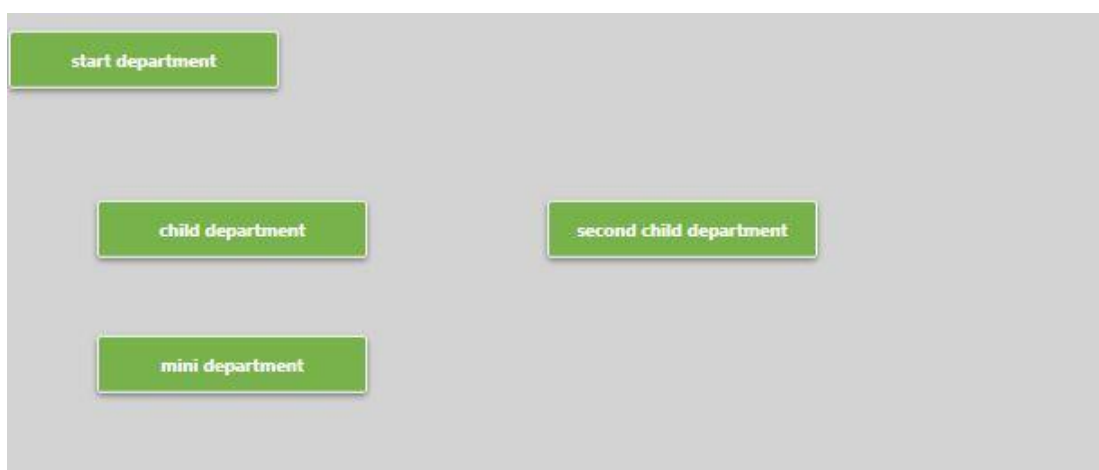 start department
child department
second child department
mini department